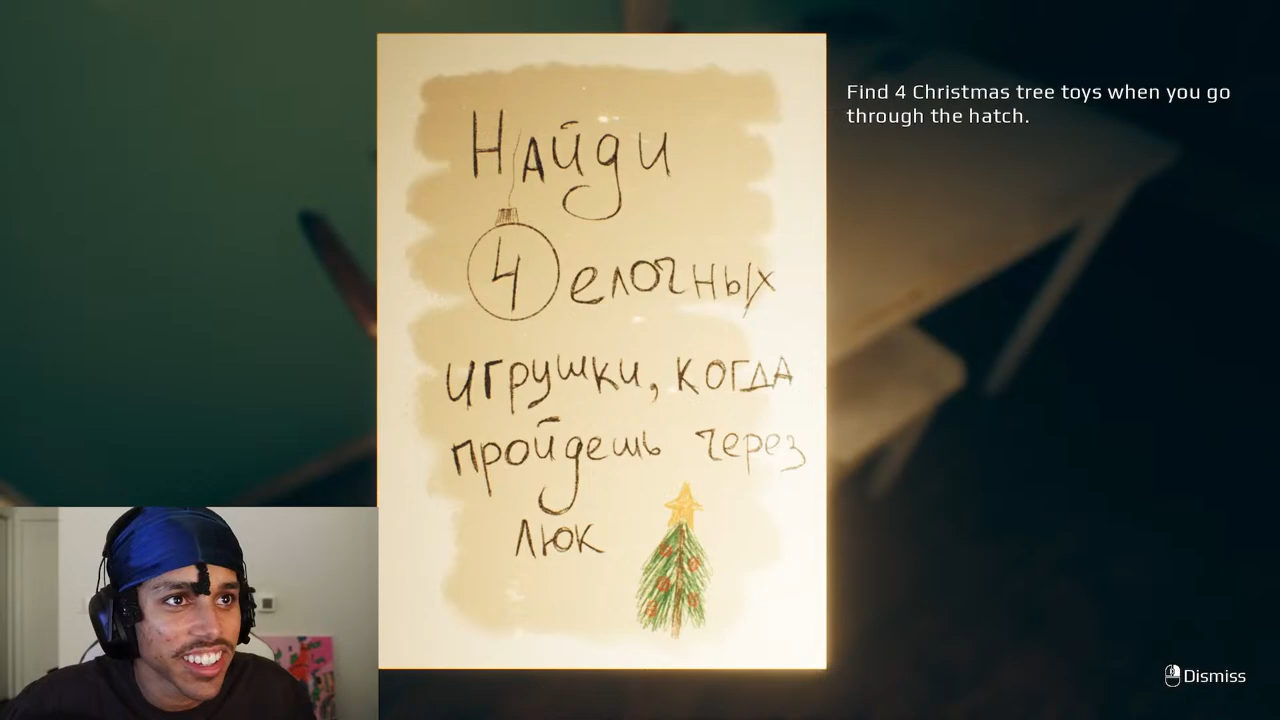 Найди
4 елочных
игрушки, когда
пройдешь через
люк
Find 4 Christmas tree toys when you go
through the hatch.
Dismiss